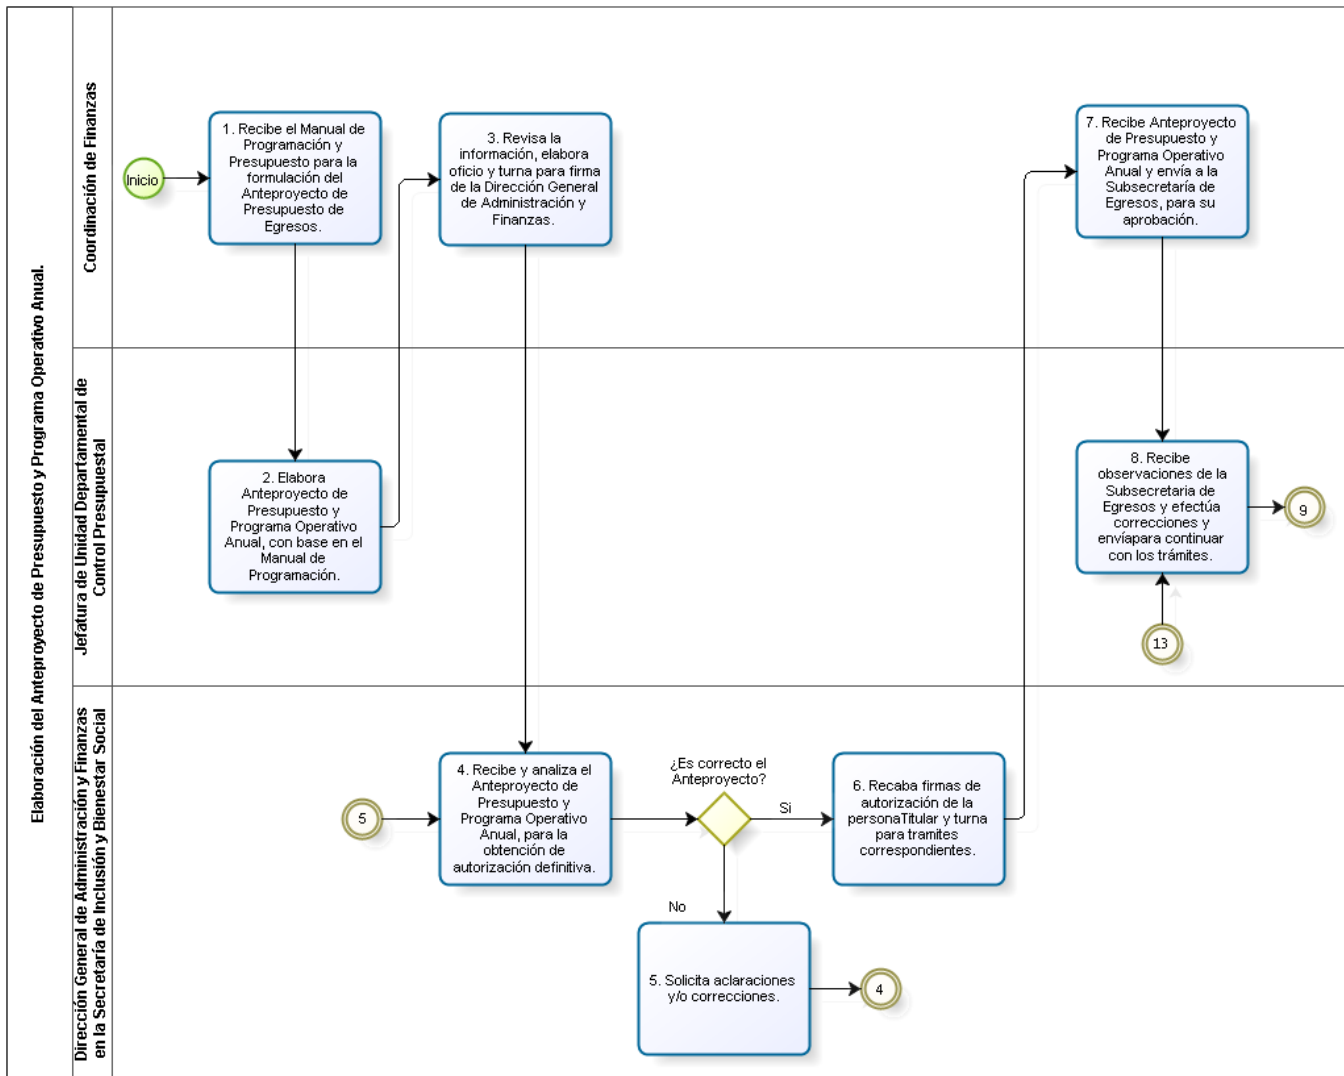 Elaboración del Anteproyecto de Presupuesto y Programa Operativo Anual.
Coordinación de Finanzas
Inicio
1. Recibe el Manual de
Programación y
Presupuesto para la
formulación del
Anteproyecto de
Presupuesto de
Egresos.
3. Revisa la
información, elabora
oficio y turna para firma
de la Dirección General
de Administración y
Finanzas.
7. Recibe Anteproyecto
de Presupuesto y
Programa Operativo
Anual y envía a la
Subsecretaría de
Egresos, para su
aprobación.
Jefatura de Unidad Departamental de
Control Presupuestal
2. Elabora
Anteproyecto de
Presupuesto y
Programa Operativo
Anual, con base en el
Manual de
Programación.
8. Recibe
observaciones de la
Subsecretaria de
Egresos y efectúa
correcciones y
envíapara continuar
con los trámites.
9
13
Dirección General de Administración y Finanzas
en la Secretaría de Inclusión y Bienestar Social
5
4. Recibe y analiza el
Anteproyecto de
Presupuesto y
Programa Operativo
Anual, para la
obtención de
autorización definitiva.
¿Es correcto el
Anteproyecto?
Si
No
6. Recaba firmas de
autorización de la
personaTitular y turna
para tramites
correspondientes.
5. Solicita aclaraciones
y/o correcciones.
4